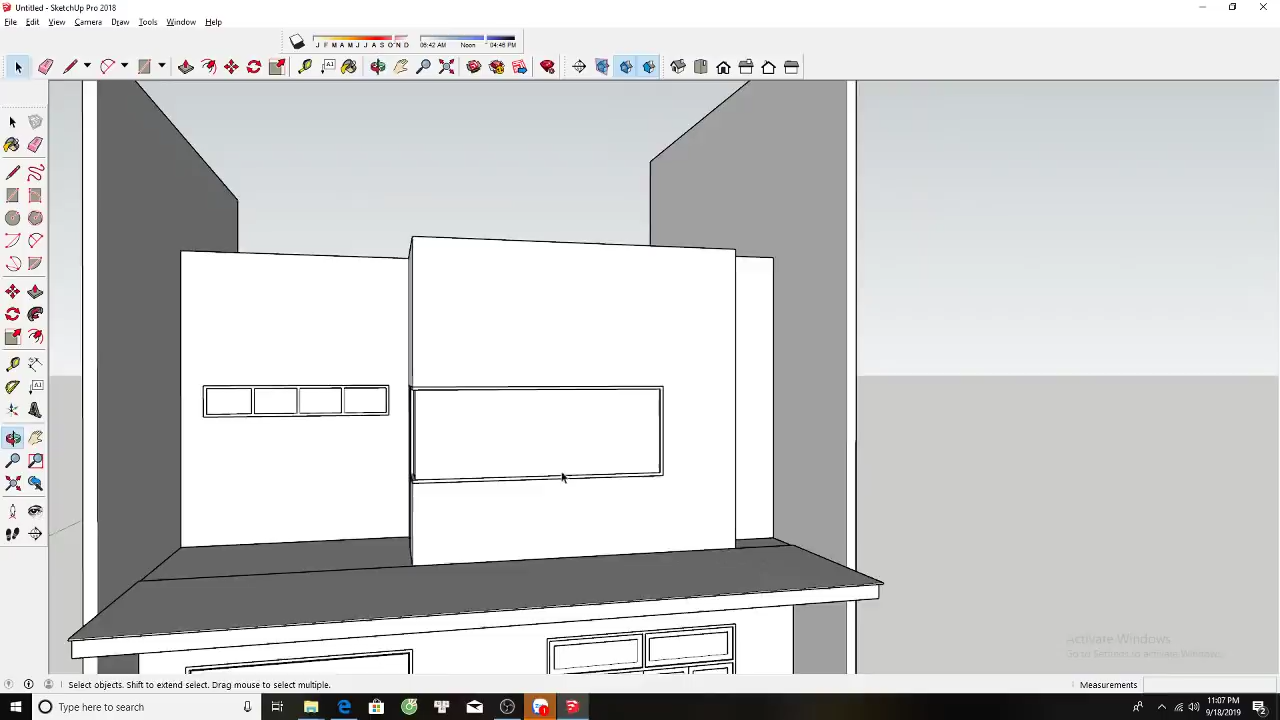 Untitled - SketchUp Pro 2018
File Edit View Camera Draw Tools Window Help
J F M A M J J A S O N D 06:42 AM Noon 04:46 PM
Select objects. Shift to extend select. Drag mouse to select multiple.
Measurements
Activate Windows
Go to Settings to activate Windows.
Type here to search
11:07 PM
9/18/2019